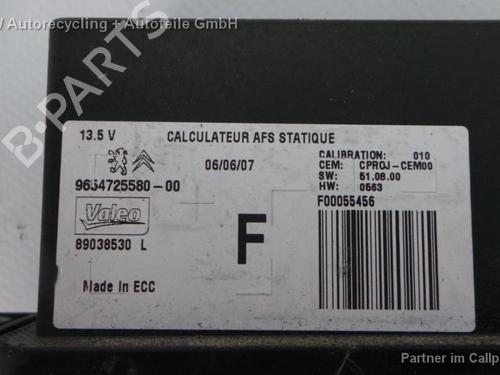 W Autorecycling + Autoteile GmbH
B-PARTS
13.5 V CALCULATEUR AFS STATIQUE
06/06/07
CALIBRATION: 010
CEM: CPROJ-CEM00
SW: 51.08.00
HW: 0563
9654725580-00
F00055456
Valeo
89038530 L
F
Made in ECC
Partner im Callp